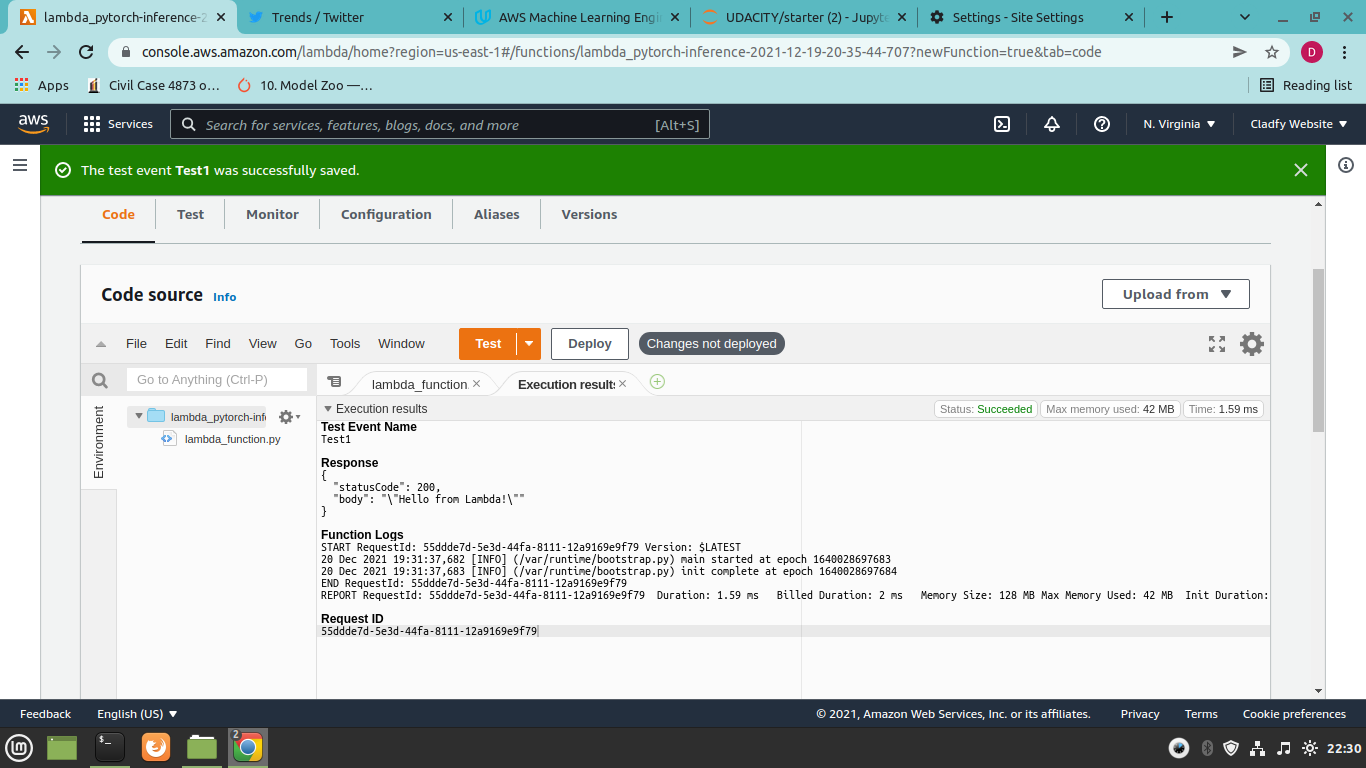 lambda_pytorch-inference-2
Trends / Twitter
AWS Machine Learning Engi
UDACITY/starter (2) - Jupyte
Settings - Site Settings
console.aws.amazon.com/lambda/home?region=us-east-1#/functions/lambda_pytorch-inference-2021-12-19-20-35-44-707?newFunction=true&tab=code
D
Apps
Civil Case 4873 o...
10. Model Zoo —...
Reading list
aws
Services
Search for services, features, blogs, docs, and more
[Alt+S]
N. Virginia
Cladfy Website
The test event Test1 was successfully saved.
Code
Test
Monitor
Configuration
Aliases
Versions
Code source
Info
Upload from
File
Edit
Find
View
Go
Tools
Window
Test
Deploy
Changes not deployed
Go to Anything (Ctrl-P)
lambda_function
Execution results
Environment
lambda_pytorch-infe
lambda_function.py
Execution results
Status: Succeeded
Max memory used: 42 MB
Time: 1.59 ms
Test Event Name
Test1
Response
{
"statusCode": 200,
"body": "\"Hello from Lambda!\""
}
Function Logs
START RequestId: 55ddde7d-5e3d-44fa-8111-12a9169e9f79 Version: $LATEST
20 Dec 2021 19:31:37,682 [INFO] (/var/runtime/bootstrap.py) main started at epoch 1640028697683
20 Dec 2021 19:31:37,683 [INFO] (/var/runtime/bootstrap.py) init complete at epoch 1640028697684
END RequestId: 55ddde7d-5e3d-44fa-8111-12a9169e9f79
REPORT RequestId: 55ddde7d-5e3d-44fa-8111-12a9169e9f79 Duration: 1.59 ms Billed Duration: 2 ms Memory Size: 128 MB Max Memory Used: 42 MB Init Duration:
Request ID
55ddde7d-5e3d-44fa-8111-12a9169e9f79
Feedback
English (US)
© 2021, Amazon Web Services, Inc. or its affiliates.
Privacy
Terms
Cookie preferences
$_
2
22:30